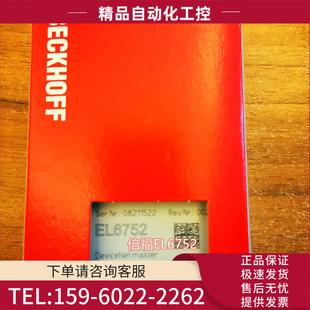 精品自动化工控
BECKHOFF
Ser.Nr.:08211522 Rev.Nr.:00
EL6752
倍福EL6752
DeviceNet master
下单请咨询客服
TEL:159-6022-2262
正品保证
极速发货
售后无忧
提供发票